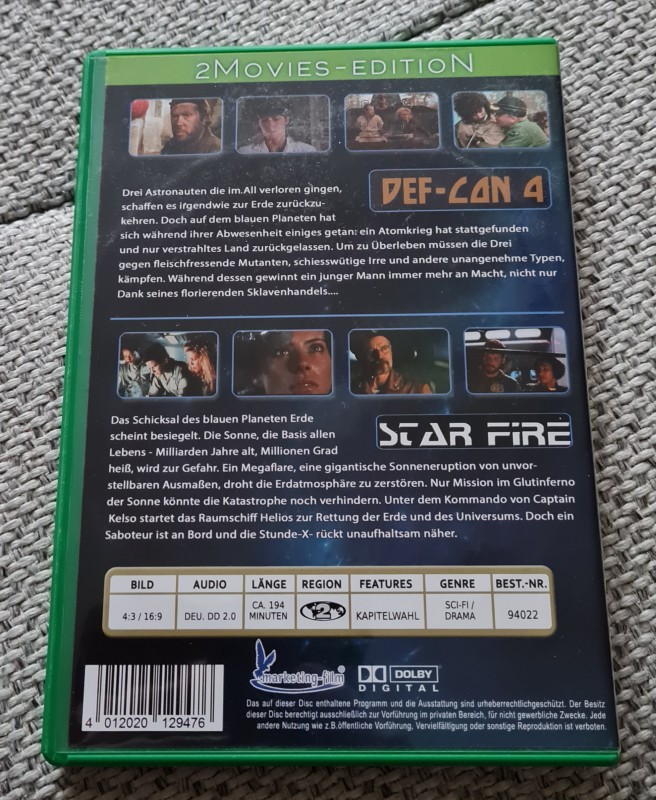 2Movies-Edition
Drei Astronauten die im.All verloren gingen,
schaffen es irgendwie zur Erde zurückzu-
kehren. Doch auf dem blauen Planeten hat
sich während ihrer Abwesenheit einiges getan: ein Atomkrieg hat stattgefunden
und nur verstrahltes Land zurückgelassen. Um zu Überleben müssen die Drei
gegen fleischfressende Mutanten, schiesswütige Irre und andere unangenehme Typen,
kämpfen. Während dessen gewinnt ein junger Mann immer mehr an Macht, nicht nur
Dank seines florierenden Sklavenhandels....
DEF-CON 4
Das Schicksal des blauen Planeten Erde
scheint besiegelt. Die Sonne, die Basis allen
Lebens - Milliarden Jahre alt, Millionen Grad
heiß, wird zur Gefahr. Ein Megaflare, eine gigantische Sonneneruption von unvor-
stellbaren Ausmaßen, droht die Erdatmosphäre zu zerstören. Nur Mission im Glutinferno
der Sonne könnte die Katastrophe noch verhindern. Unter dem Kommando von Captain
Kelso startet das Raumschiff Helios zur Rettung der Erde und des Universums. Doch ein
Saboteur ist an Bord und die Stunde-X- rückt unaufhaltsam näher.
STAR FIRE
BILD AUDIO LÄNGE REGION FEATURES GENRE BEST.-NR.
4:3 / 16:9 DEU. DD 2.0 CA. 194 MINUTEN 2 KAPITELWAHL SCI-FI / DRAMA 94022
marketing-film ®
DOLBY
DIGITAL
4 012020 129476
Das auf dieser Disc enthaltene Programm und die Ausstattung sind urheberrechtlichgeschützt. Der Besitz
dieser Disc berechtigt ausschließlich zur Vorführung im privaten Bereich, für nicht gewerbliche Zwecke. Jede
andere Nutzung wie z.B.öffentliche Vorführung, Vervielfältigung oder sonstige Reproduktion ist verboten.